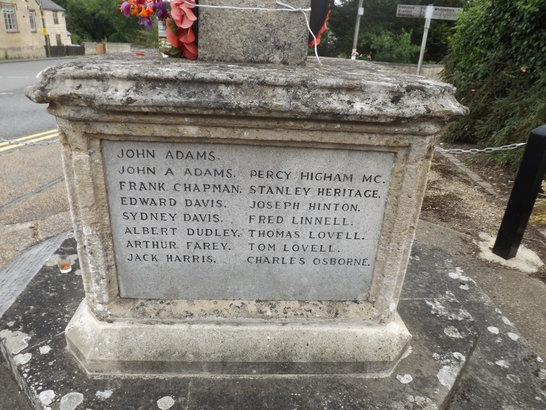 JOHN ADAMS.
JOHN A ADAMS. PERCY HIGHAM MC.
FRANK CHAPMAN. STANLEY HERITAGE.
EDWARD DAVIS. JOSEPH HINTON.
SYDNEY DAVIS. FRED LINNELL.
ALBERT DUDLEY. THOMAS LOVELL.
ARTHUR FAREY. TOM LOVELL.
JACK HARRIS. CHARLES OSBORNE.